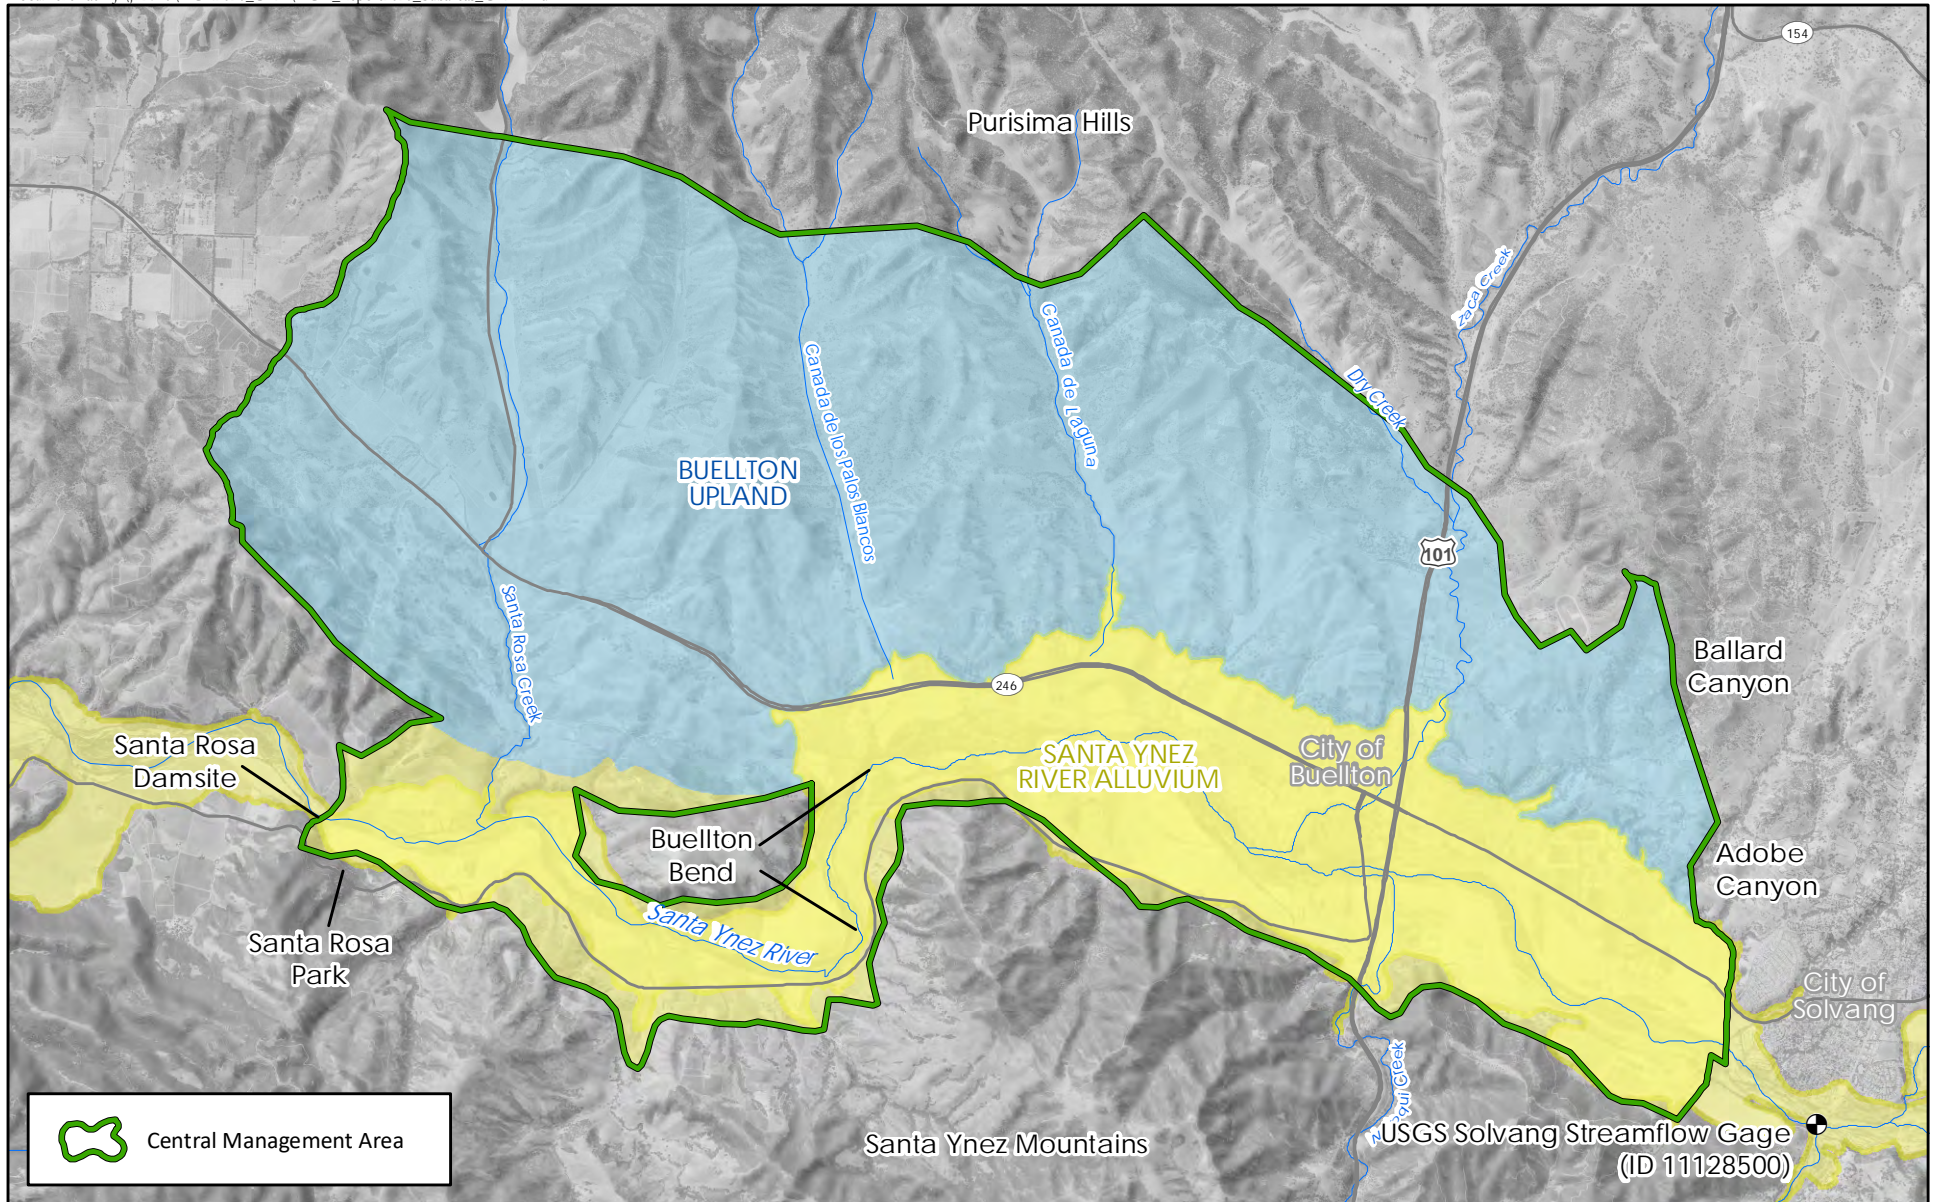 154
Purisima Hills
Zaca Creek
Canada de Laguna
Canada de los Palos Blancos
Dry Creek
BUELLTON
UPLAND
101
Santa Rosa Creek
Ballard
Canyon
246
Santa Rosa
Damsite
SANTA YNEZ
RIVER ALLUVIUM
City of
Buellton
Buellton
Bend
Adobe
Canyon
Santa Ynez River
Santa Rosa
Park
City of
Solvang
Creek
Central Management Area
Santa Ynez Mountains
USGS Solvang Streamflow Gage
(ID 11128500)